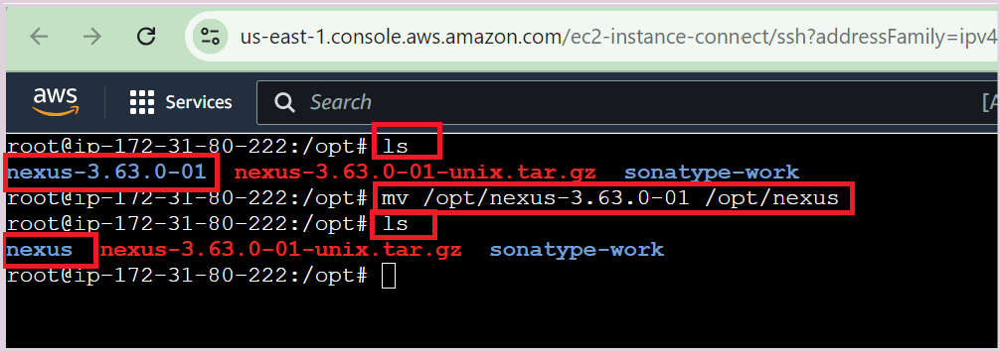 us-east-1.console.aws.amazon.com/ec2-instance-connect/ssh?addressFamily=ipv4
aws Services Search [A
root@ip-172-31-80-222:/opt# ls
nexus-3.63.0-01 nexus-3.63.0-01-unix.tar.gz sonatype-work
root@ip-172-31-80-222:/opt# mv /opt/nexus-3.63.0-01 /opt/nexus
root@ip-172-31-80-222:/opt# ls
nexus nexus-3.63.0-01-unix.tar.gz sonatype-work
root@ip-172-31-80-222:/opt#